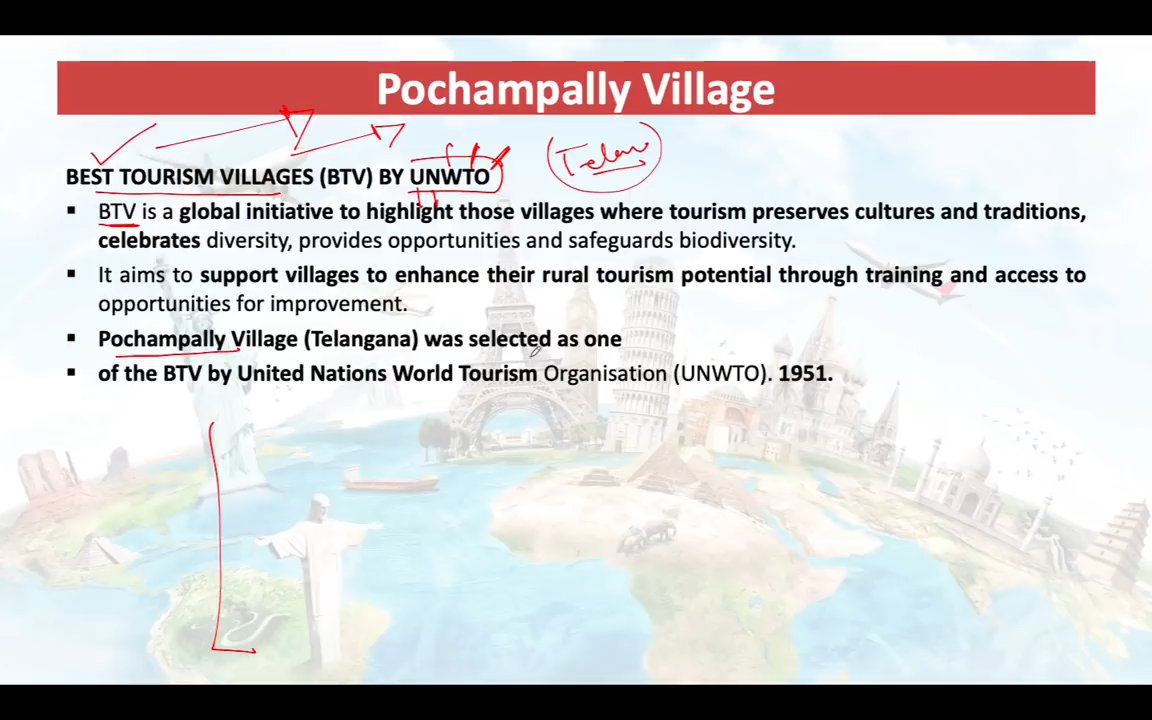 Pochampally Village
Telan
BEST TOURISM VILLAGES (BTV) BY UNWTO
▪ BTV is a global initiative to highlight those villages where tourism preserves cultures and traditions,
celebrates diversity, provides opportunities and safeguards biodiversity.
▪ It aims to support villages to enhance their rural tourism potential through training and access to
opportunities for improvement.
▪ Pochampally Village (Telangana) was selected as one
▪ of the BTV by United Nations World Tourism Organisation (UNWTO). 1951.